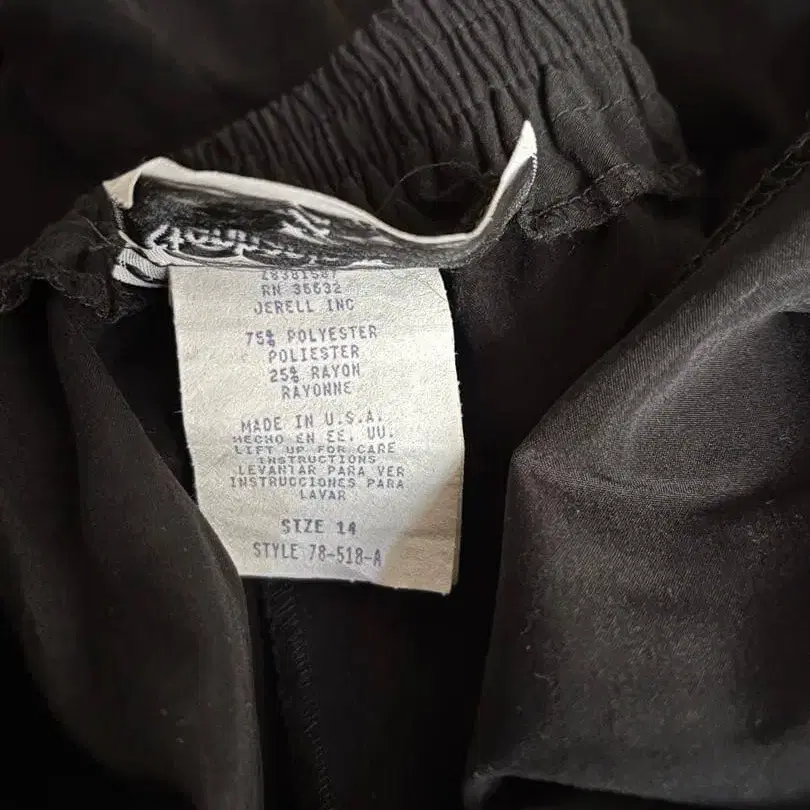 RN 36632
JERELL INC
75% POLYESTER
POLIESTER
25% RAYON
RAYONNE
MADE IN U.S.A.
HECHO EN EE. UU.
LIFT UP FOR CARE
INSTRUCTIONS
LEVANTAR PARA VER
INSTRUCCIONES PARA
LAVAR
SIZE 14
STYLE 78-518-A